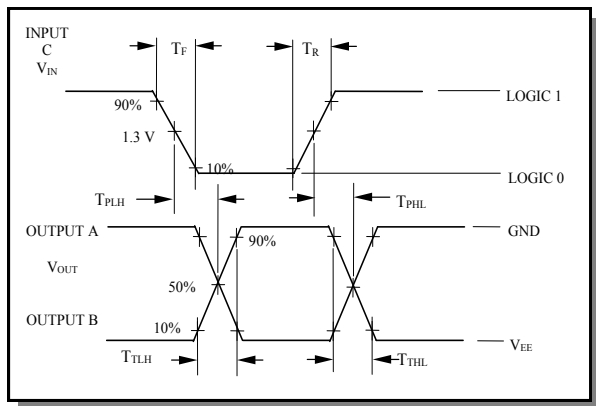 INPUT
C
VIN
TF
TR
90%
LOGIC 1
1.3 V
10%
LOGIC 0
TPLH
TPHL
OUTPUT A
GND
90%
VOUT
50%
OUTPUT B
10%
VEE
TTLH
TTHL